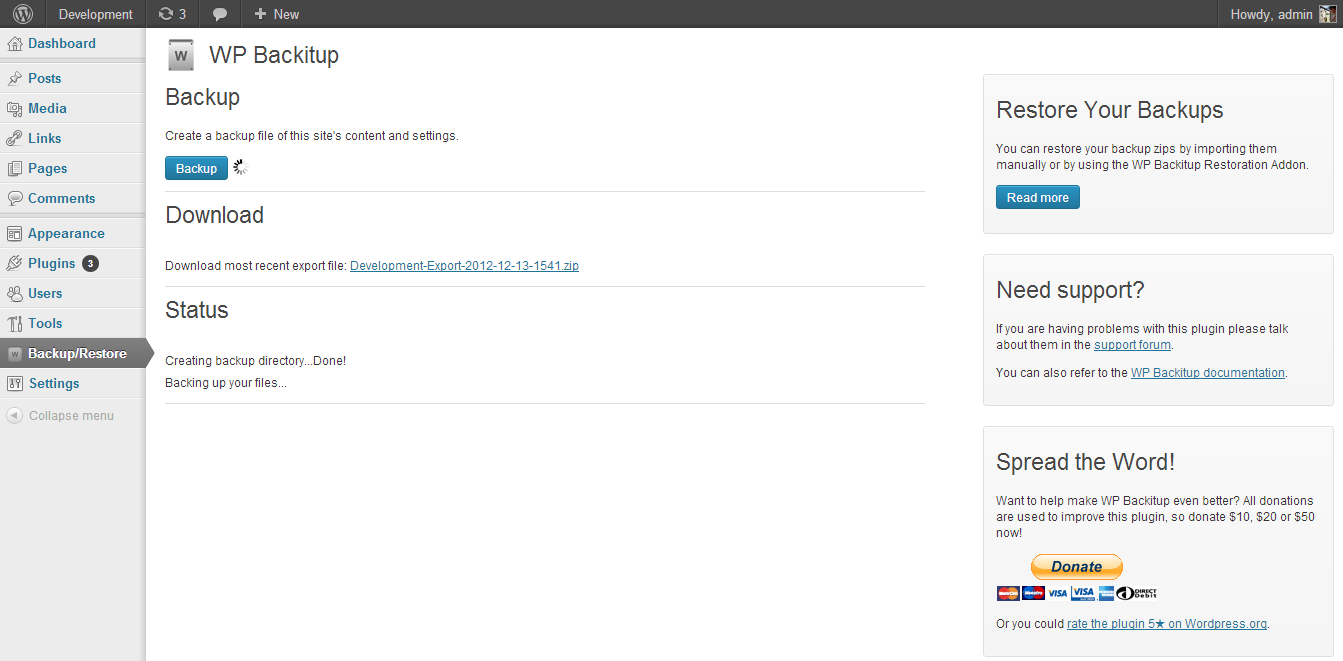 Development
3
New
Howdy, admin
Dashboard
Posts
Media
Links
Pages
Comments
Appearance
Plugins 3
Users
Tools
Backup/Restore
Settings
Collapse menu
W WP Backitup
Backup
Create a backup file of this site's content and settings.
Backup
Download
Download most recent export file: Development-Export-2012-12-13-1541.zip
Status
Creating backup directory...Done!
Backing up your files...
Restore Your Backups
You can restore your backup zips by importing them
manually or by using the WP Backitup Restoration Addon.
Read more
Need support?
If you are having problems with this plugin please talk
about them in the support forum.
You can also refer to the WP Backitup documentation.
Spread the Word!
Want to help make WP Backitup even better? All donations
are used to improve this plugin, so donate $10, $20 or $50
now!
Donate
MasterCard Maestro VISA VISA DIRECT
Debit
Or you could rate the plugin 5★ on Wordpress.org.